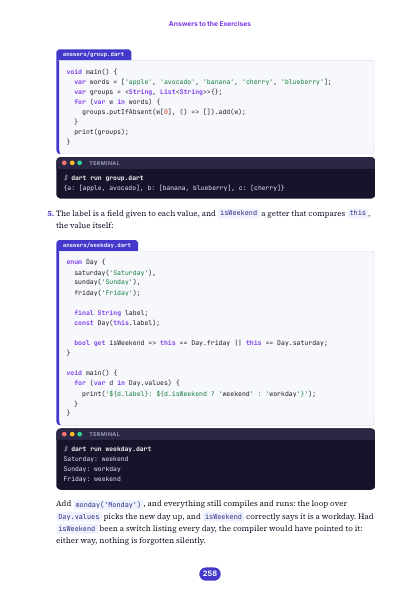 Answers to the Exercises
answers/group.dart
void main() {
var words = ['apple', 'avocado', 'banana', 'cherry', 'blueberry'];
var groups = <String, List<String>>{};
for (var w in words) {
groups.putIfAbsent(w[0], () => []).add(w);
}
print(groups);
}
TERMINAL
$ dart run group.dart
{a: [apple, avocado], b: [banana, blueberry], c: [cherry]}
5. The label is a field given to each value, and isWeekend a getter that compares this,
the value itself:
answers/weekday.dart
enum Day {
saturday('Saturday'),
sunday('Sunday'),
friday('Friday');
final String label;
const Day(this.label);
bool get isWeekend => this == Day.friday || this == Day.saturday;
}
void main() {
for (var d in Day.values) {
print('${d.label}: ${d.isWeekend ? 'weekend' : 'workday'}');
}
}
TERMINAL
$ dart run weekday.dart
Saturday: weekend
Sunday: workday
Friday: weekend
Add monday('Monday'), and everything still compiles and runs: the loop over
Day.values picks the new day up, and isWeekend correctly says it is a workday. Had
isWeekend been a switch listing every day, the compiler would have pointed to it:
either way, nothing is forgotten silently.
258